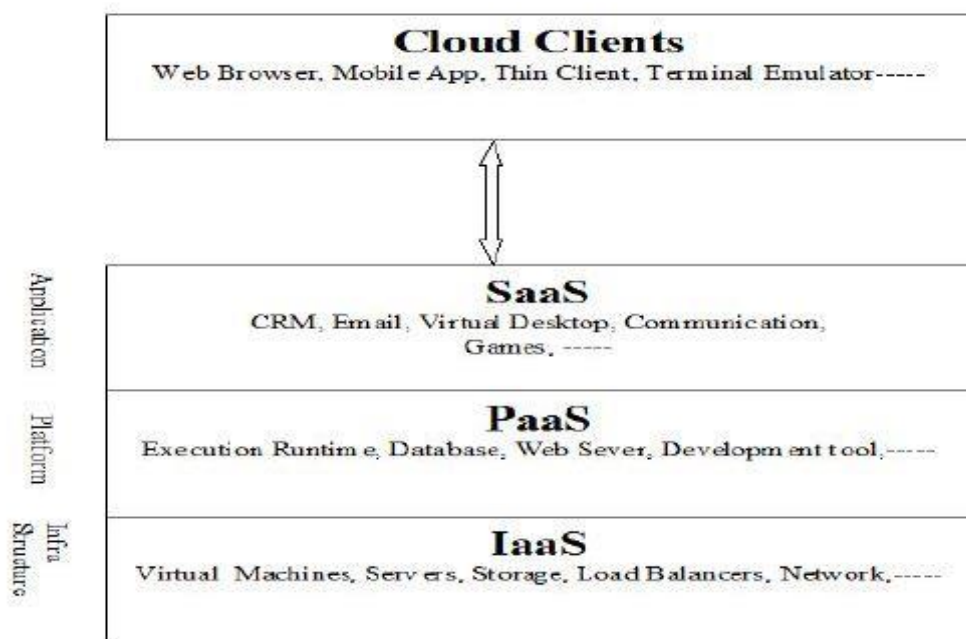 Cloud Clients
Web Browser, Mobile App, Thin Client, Terminal Emulator-----
Application
SaaS
CRM, Email, Virtual Desktop, Communication,
Games, -----
Platform
PaaS
Execution Runtime, Database, Web Sever, Development tool,-----
Infra
Structure
IaaS
Virtual Machines, Servers, Storage, Load Balancers, Network,-----